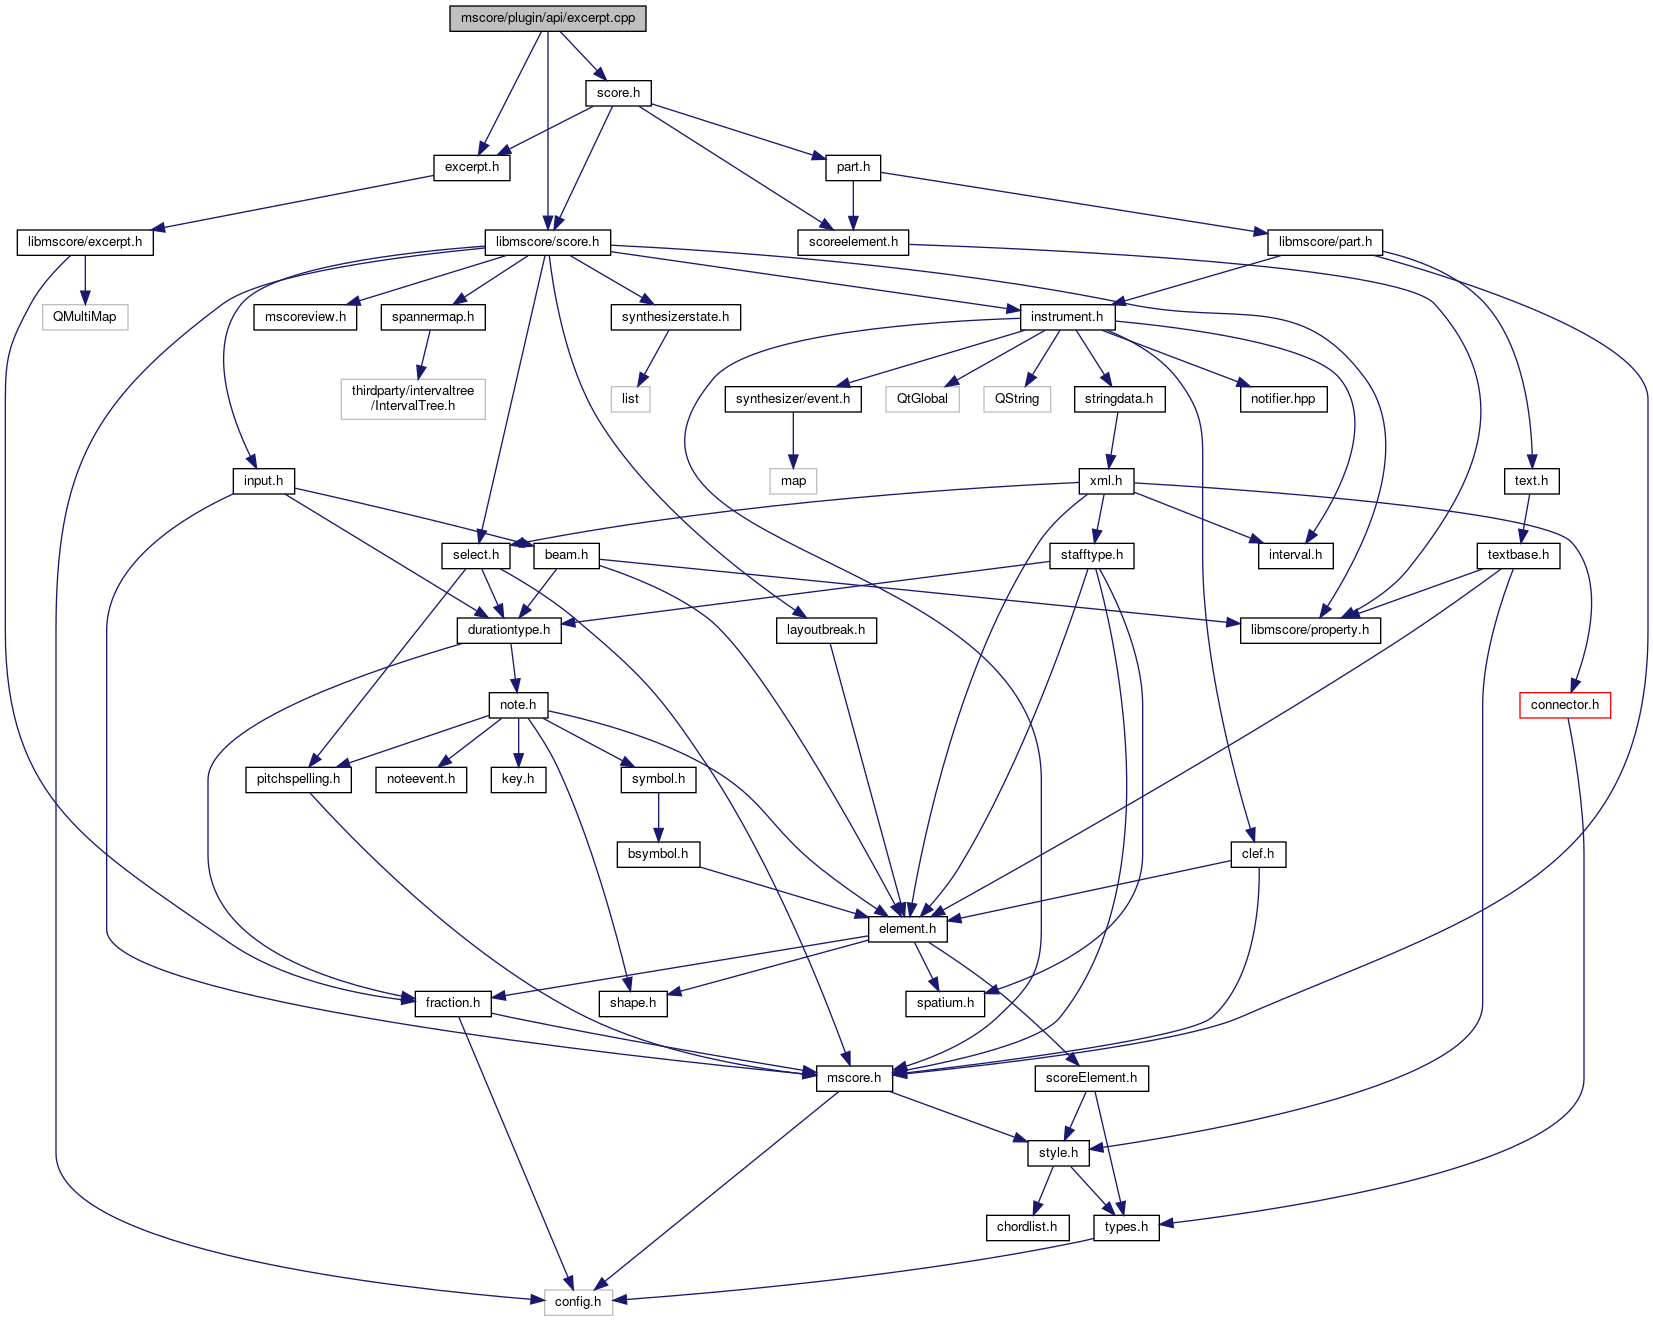 mscore/plugin/api/excerpt.cpp
score.h
excerpt.h
part.h
libmscore/excerpt.h
libmscore/score.h
scoreelement.h
libmscore/part.h
QMultiMap
mscoreview.h
spannermap.h
synthesizerstate.h
instrument.h
thirdparty/intervaltree
/IntervalTree.h
list
synthesizer/event.h
QtGlobal
QString
stringdata.h
notifier.hpp
input.h
map
xml.h
text.h
select.h
beam.h
stafftype.h
interval.h
textbase.h
durationtype.h
layoutbreak.h
libmscore/property.h
note.h
connector.h
pitchspelling.h
noteevent.h
key.h
symbol.h
bsymbol.h
clef.h
element.h
fraction.h
shape.h
spatium.h
mscore.h
scoreElement.h
style.h
chordlist.h
types.h
config.h